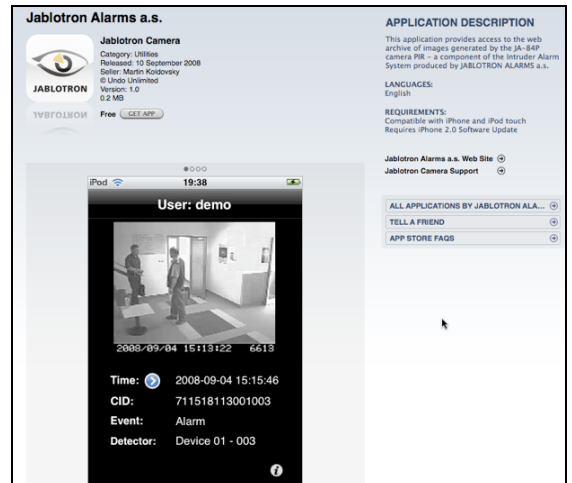 Jablotron Alarms a.s.
JABLOTRON
Jablotron Camera
Category: Utilities
Released: 10 September 2008
Seller: Martin Koldovsky
© Undo Unlimited
Version: 1.0
0.2 MB
Free GET APP
iPod 19:38
User: demo
2008/09/04 15:13:22 6613
Time: 2008-09-04 15:15:46
CID: 711518113001003
Event: Alarm
Detector: Device 01 - 003
APPLICATION DESCRIPTION
This application provides access to the web
archive of images generated by the JA-84P
camera PIR – a component of the Intruder Alarm
System produced by JABLOTRON ALARMS a.s.
LANGUAGES:
English
REQUIREMENTS:
Compatible with iPhone and iPod touch
Requires iPhone 2.0 Software Update
Jablotron Alarms a.s. Web Site
Jablotron Camera Support
ALL APPLICATIONS BY JABLOTRON ALA...
TELL A FRIEND
APP STORE FAQS